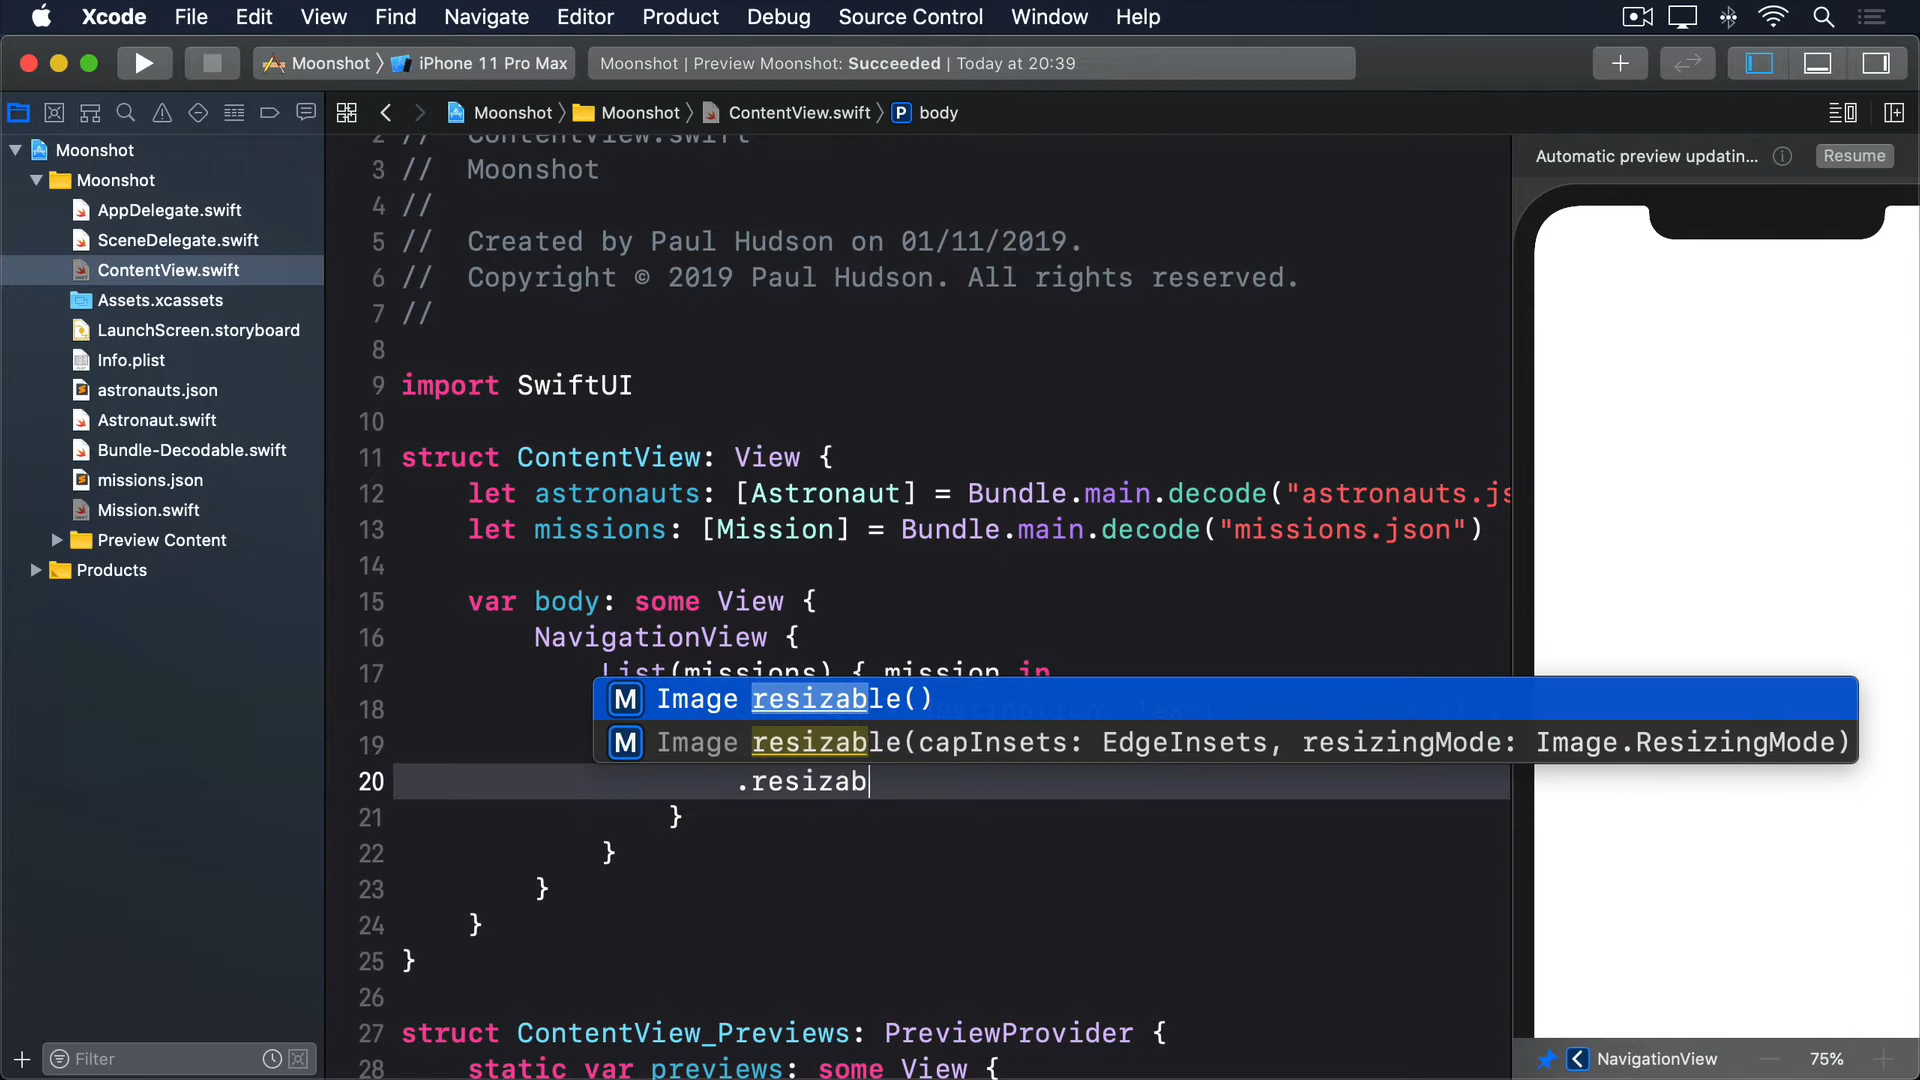 Xcode File Edit View Find Navigate Editor Product Debug Source Control Window Help
Moonshot iPhone 11 Pro Max
Moonshot | Preview Moonshot: Succeeded | Today at 20:39
Moonshot Moonshot ContentView.swift P body
Moonshot
Moonshot
AppDelegate.swift
SceneDelegate.swift
ContentView.swift
Assets.xcassets
LaunchScreen.storyboard
Info.plist
astronauts.json
Astronaut.swift
Bundle-Decodable.swift
missions.json
Mission.swift
Preview Content
Products
Filter
2 // ContentView.swift
3 // Moonshot
4 //
5 // Created by Paul Hudson on 01/11/2019.
6 // Copyright © 2019 Paul Hudson. All rights reserved.
7 //
8
9 import SwiftUI
10
11 struct ContentView: View {
12 let astronauts: [Astronaut] = Bundle.main.decode("astronauts.js
13 let missions: [Mission] = Bundle.main.decode("missions.json")
14
15 var body: some View {
16 NavigationView {
17 List(missions) { mission in
18
19
M Image resizable()
M Image resizable(capInsets: EdgeInsets, resizingMode: Image.ResizingMode)
20 .resizab
21 }
22 }
23 }
24 }
25 }
26
27 struct ContentView_Previews: PreviewProvider {
28 static var previews: some View {
Automatic preview updatin... Resume
NavigationView 75%